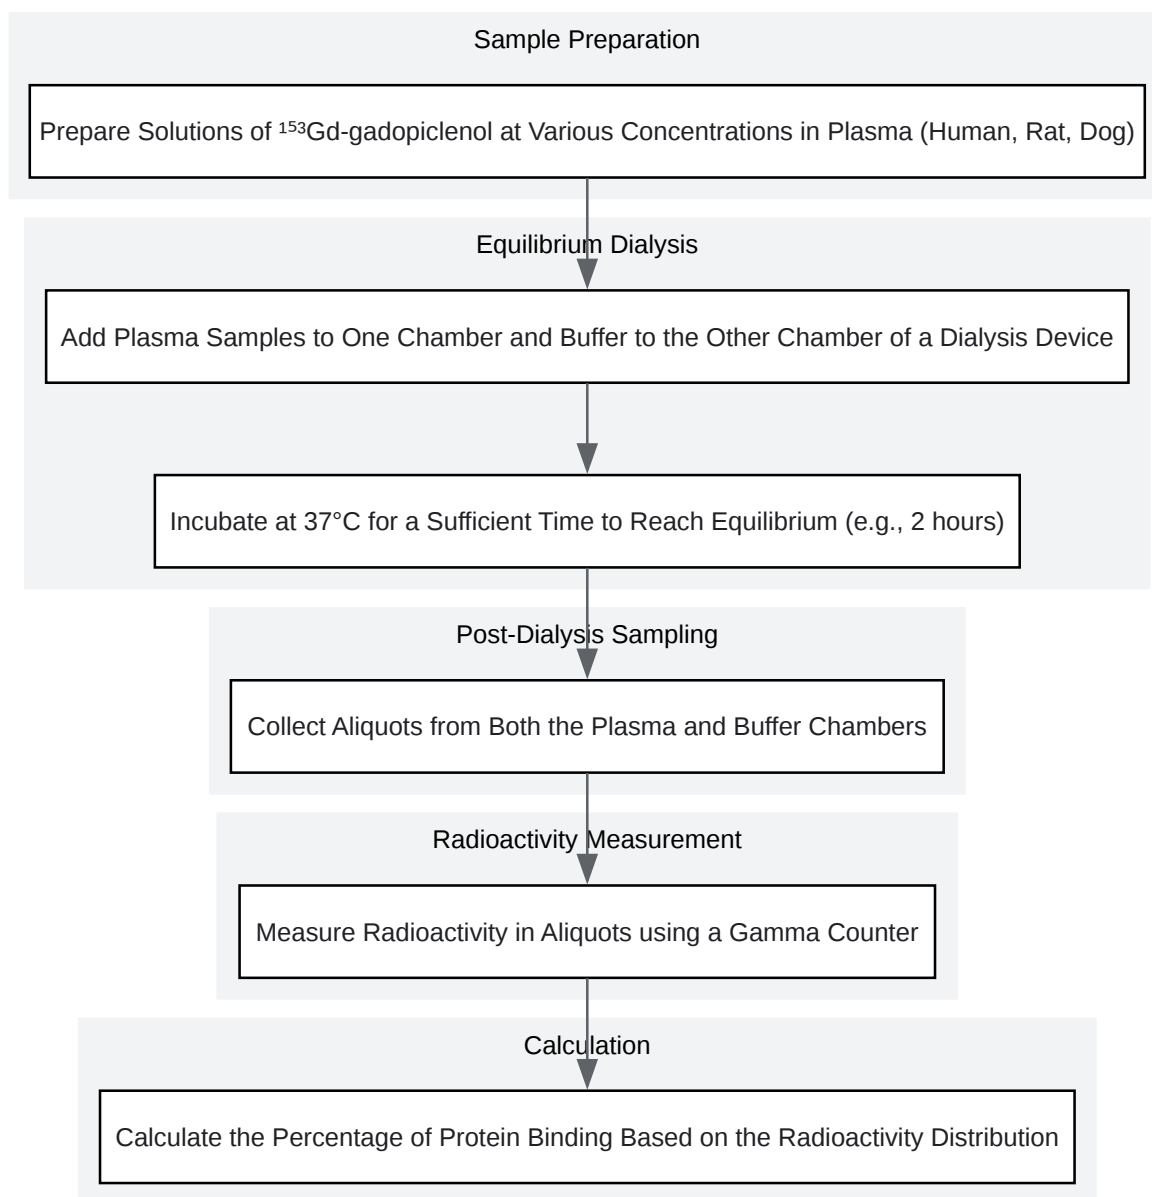 Sample Preparation
Prepare Solutions of ¹⁵³Gd-gadopiclenol at Various Concentrations in Plasma (Human, Rat, Dog)
Equilibrium Dialysis
Add Plasma Samples to One Chamber and Buffer to the Other Chamber of a Dialysis Device
Incubate at 37°C for a Sufficient Time to Reach Equilibrium (e.g., 2 hours)
Post-Dialysis Sampling
Collect Aliquots from Both the Plasma and Buffer Chambers
Radioactivity Measurement
Measure Radioactivity in Aliquots using a Gamma Counter
Calculation
Calculate the Percentage of Protein Binding Based on the Radioactivity Distribution